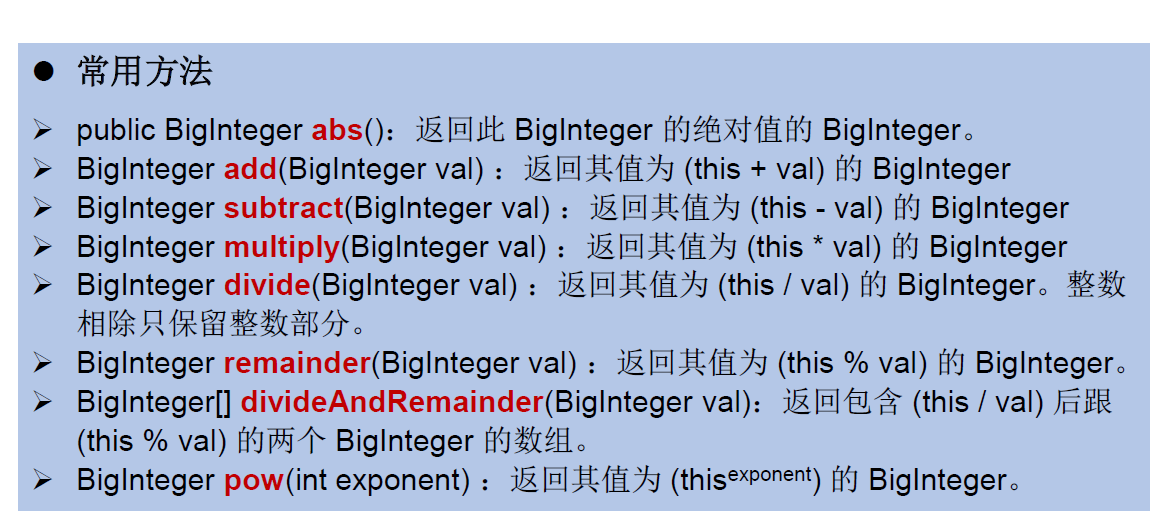 ● 常用方法
➢ public BigInteger abs()：返回此 BigInteger 的绝对值的 BigInteger。
➢ BigInteger add(BigInteger val) ：返回其值为 (this + val) 的 BigInteger
➢ BigInteger subtract(BigInteger val) ：返回其值为 (this - val) 的 BigInteger
➢ BigInteger multiply(BigInteger val) ：返回其值为 (this * val) 的 BigInteger
➢ BigInteger divide(BigInteger val) ：返回其值为 (this / val) 的 BigInteger。整数
相除只保留整数部分。
➢ BigInteger remainder(BigInteger val) ：返回其值为 (this % val) 的 BigInteger。
➢ BigInteger[] divideAndRemainder(BigInteger val)：返回包含 (this / val) 后跟
(this % val) 的两个 BigInteger 的数组。
➢ BigInteger pow(int exponent) ：返回其值为 (thisexponent) 的 BigInteger。